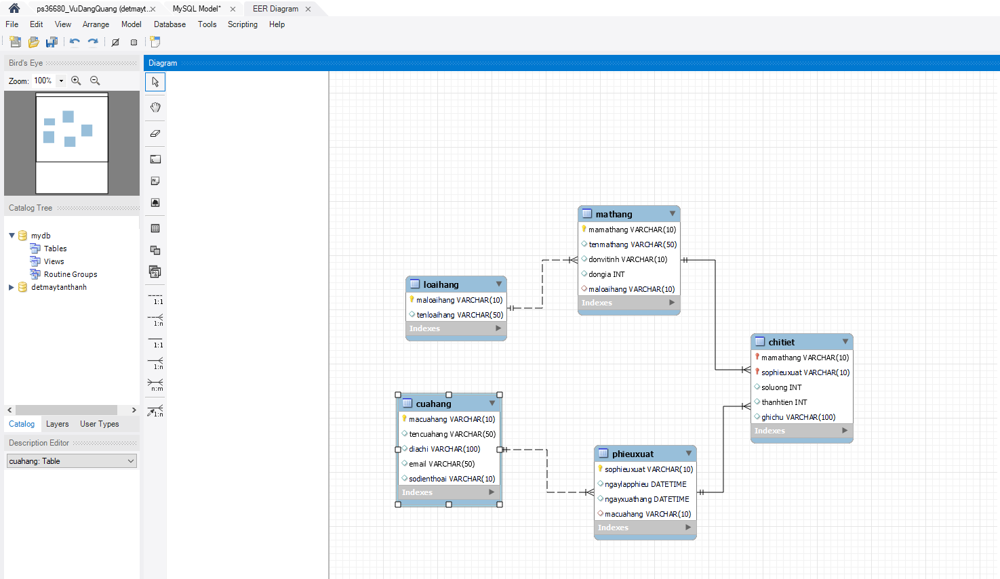 ps36680_VuDangQuang (detmayt... MySQL Model* EER Diagram
File Edit View Arrange Model Database Tools Scripting Help
Bird's Eye
Zoom: 100%
Catalog Tree
mydb
Tables
Views
Routine Groups
detmaytanthanh
Catalog Layers User Types
Description Editor
cuahang: Table
Diagram
1:1
1:n
1:1
1:n
n:m
1:n
mathang
mamathang VARCHAR(10)
tenmathang VARCHAR(50)
donvitinh VARCHAR(10)
dongia INT
maloaihang VARCHAR(10)
Indexes
loaihang
maloaihang VARCHAR(10)
tenloaihang VARCHAR(50)
Indexes
chitiet
mamathang VARCHAR(10)
sophieuxuat VARCHAR(10)
soluong INT
thanhtien INT
ghichu VARCHAR(100)
Indexes
cuahang
macuahang VARCHAR(10)
tencuahang VARCHAR(50)
diachi VARCHAR(100)
email VARCHAR(50)
sodienthoai VARCHAR(10)
Indexes
phieuxuat
sophieuxuat VARCHAR(10)
ngaylapphieu DATETIME
ngayxuathang DATETIME
macuahang VARCHAR(10)
Indexes